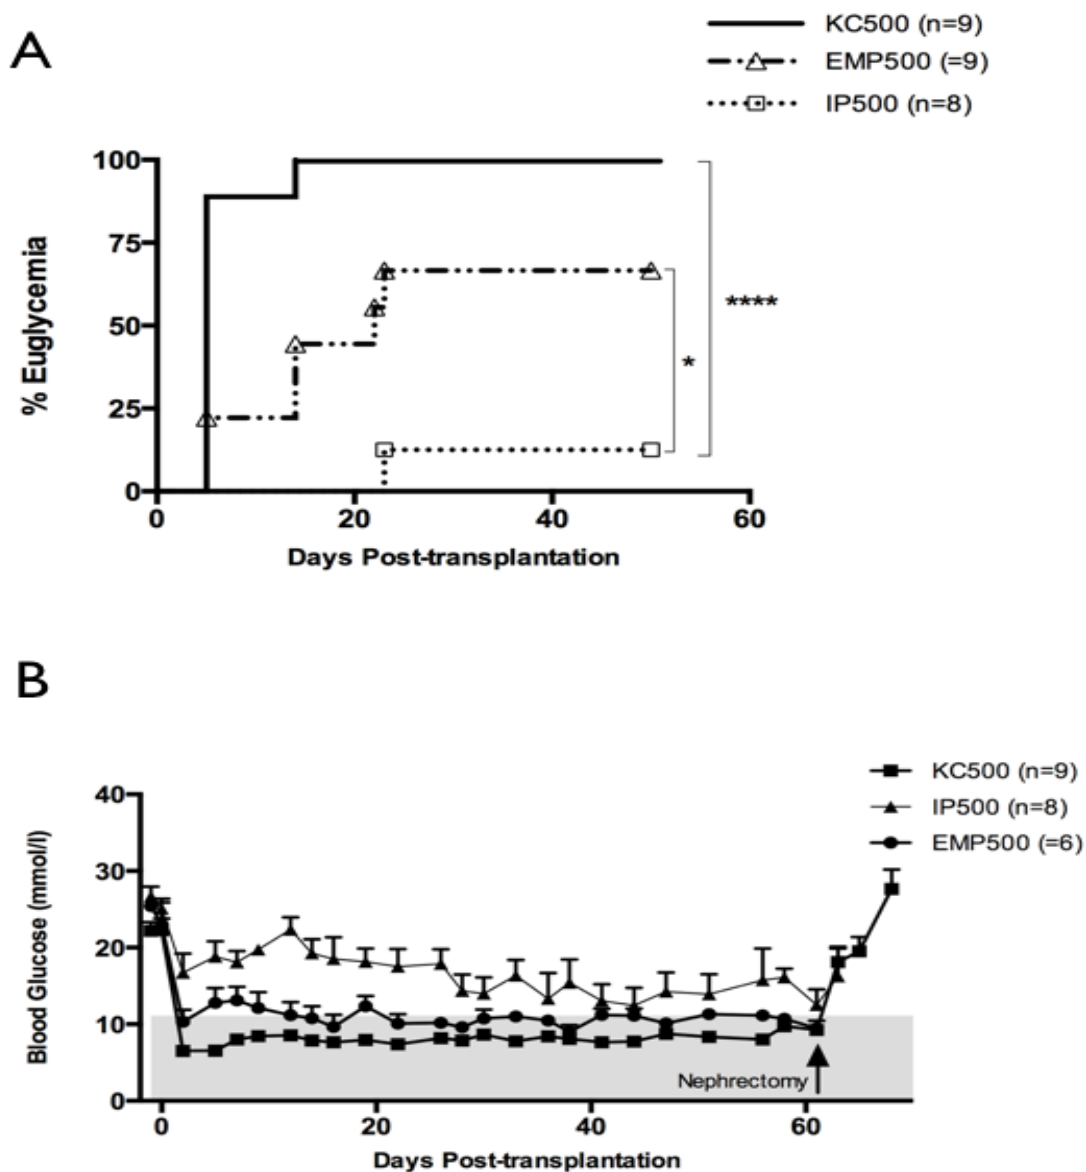 A
KC500 (n=9)
EMP500 (=9)
IP500 (n=8)
100
75
50
25
0
% Euglycemia
****
*
0 20 40 60
Days Post-transplantation
B
KC500 (n=9)
IP500 (n=8)
EMP500 (=6)
40
30
20
10
0
Blood Glucose (mmol/l)
Nephrectomy
0 20 40 60
Days Post-transplantation